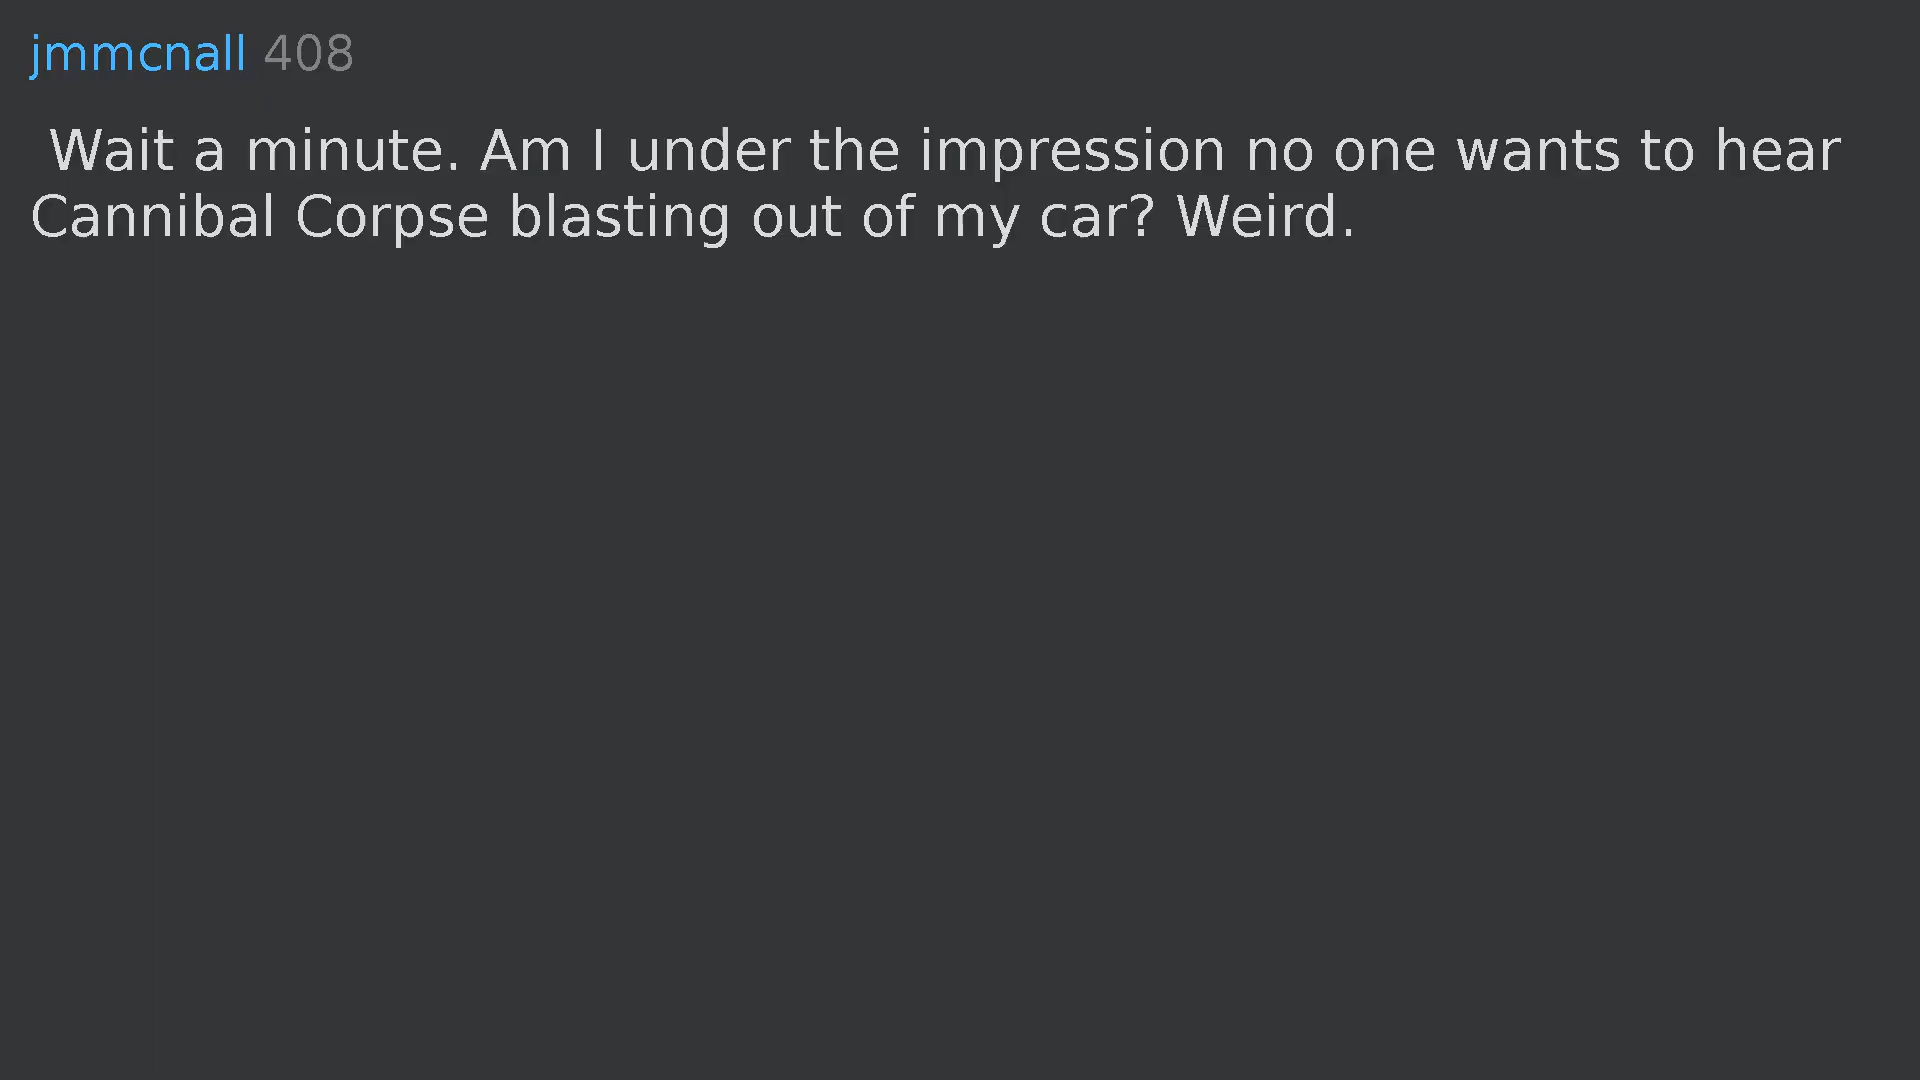 jmmcnall 408
Wait a minute. Am I under the impression no one wants to hear
Cannibal Corpse blasting out of my car? Weird.